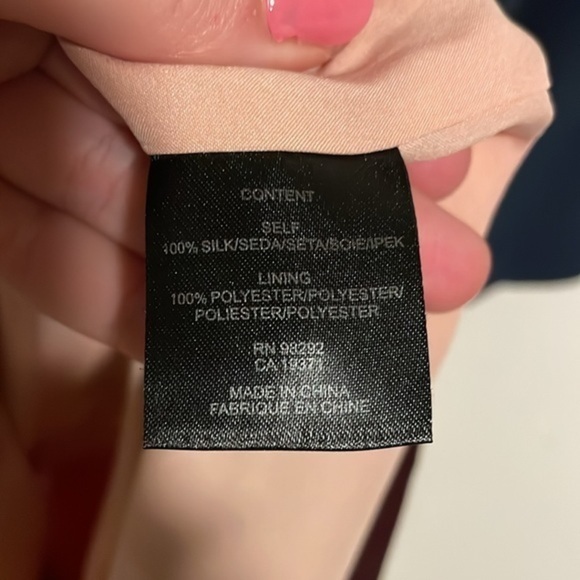 CONTENT
SELF
100% SILK/SEDA/SETA/SOIE/IPEK
LINING
100% POLYESTER/POLYESTER/
POLIESTER/POLYESTER
RN 98292
CA 19371
MADE IN CHINA
FABRIQUE EN CHINE